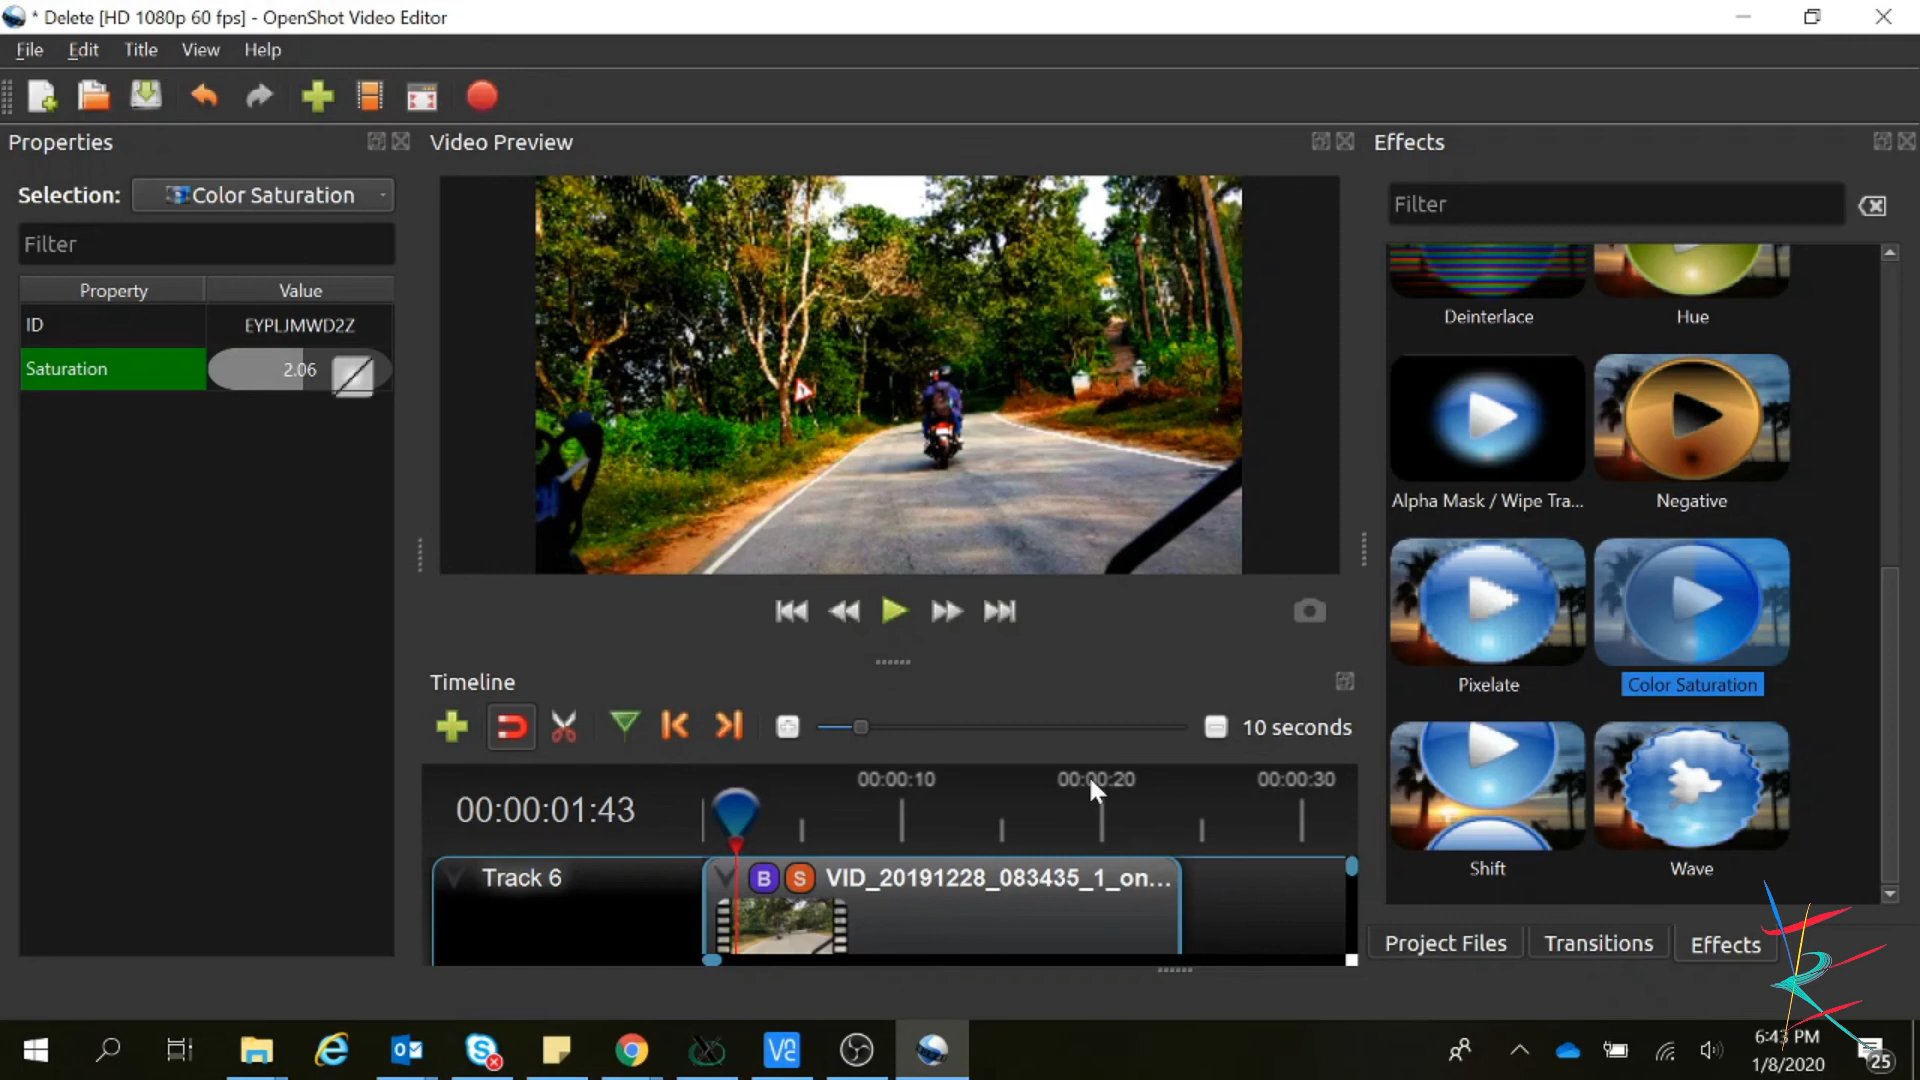 * Delete [HD 1080p 60 fps] - OpenShot Video Editor
File Edit Title View Help
Properties
Video Preview
Effects
Selection: Color Saturation
Filter
Filter
Property Value
ID EYPLJMWD2Z
Saturation 2.06
Deinterlace
Hue
Alpha Mask / Wipe Tra...
Negative
Pixelate
Color Saturation
Shift
Wave
Timeline
10 seconds
00:00:01:43
00:00:10
00:00:20
00:00:30
Track 6
B S VID_20191228_083435_1_on...
Project Files
Transitions
Effects
6:43 PM
1/8/2020
25